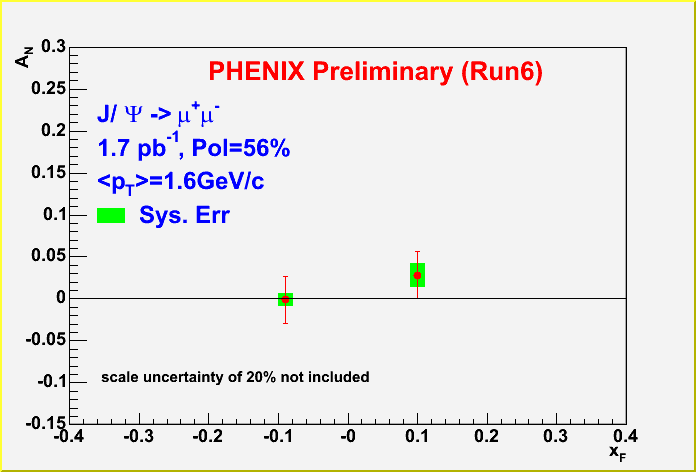 A_N
0.3
PHENIX Preliminary (Run6)
0.25
J/ Ψ -> μ⁺μ⁻
0.2
1.7 pb⁻¹, Pol=56%
0.15
<p_T>=1.6GeV/c
0.1
Sys. Err
0.05
0
-0.05
-0.1
scale uncertainty of 20% not included
-0.15
-0.4 -0.3 -0.2 -0.1 -0 0.1 0.2 0.3 0.4
x_F